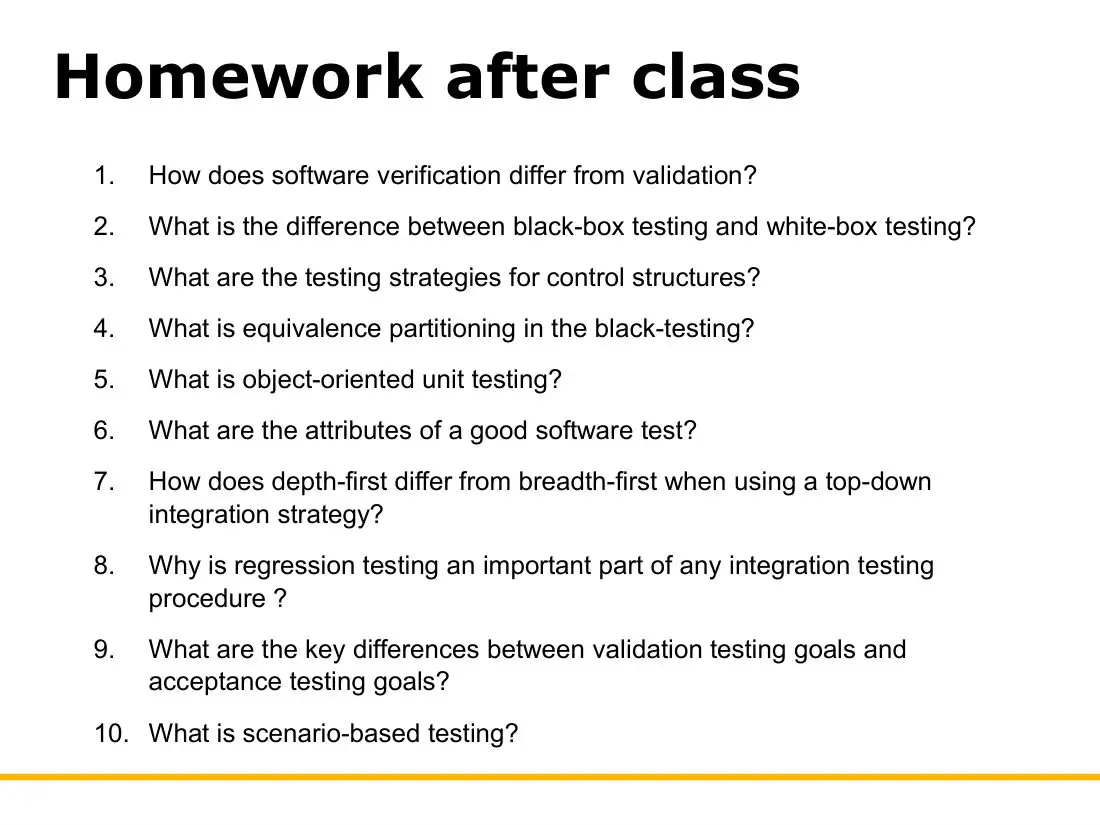 Homework after class
1. How does software verification differ from validation?
2. What is the difference between black-box testing and white-box testing?
3. What are the testing strategies for control structures?
4. What is equivalence partitioning in the black-testing?
5. What is object-oriented unit testing?
6. What are the attributes of a good software test?
7. How does depth-first differ from breadth-first when using a top-down
integration strategy?
8. Why is regression testing an important part of any integration testing
procedure ?
9. What are the key differences between validation testing goals and
acceptance testing goals?
10. What is scenario-based testing?